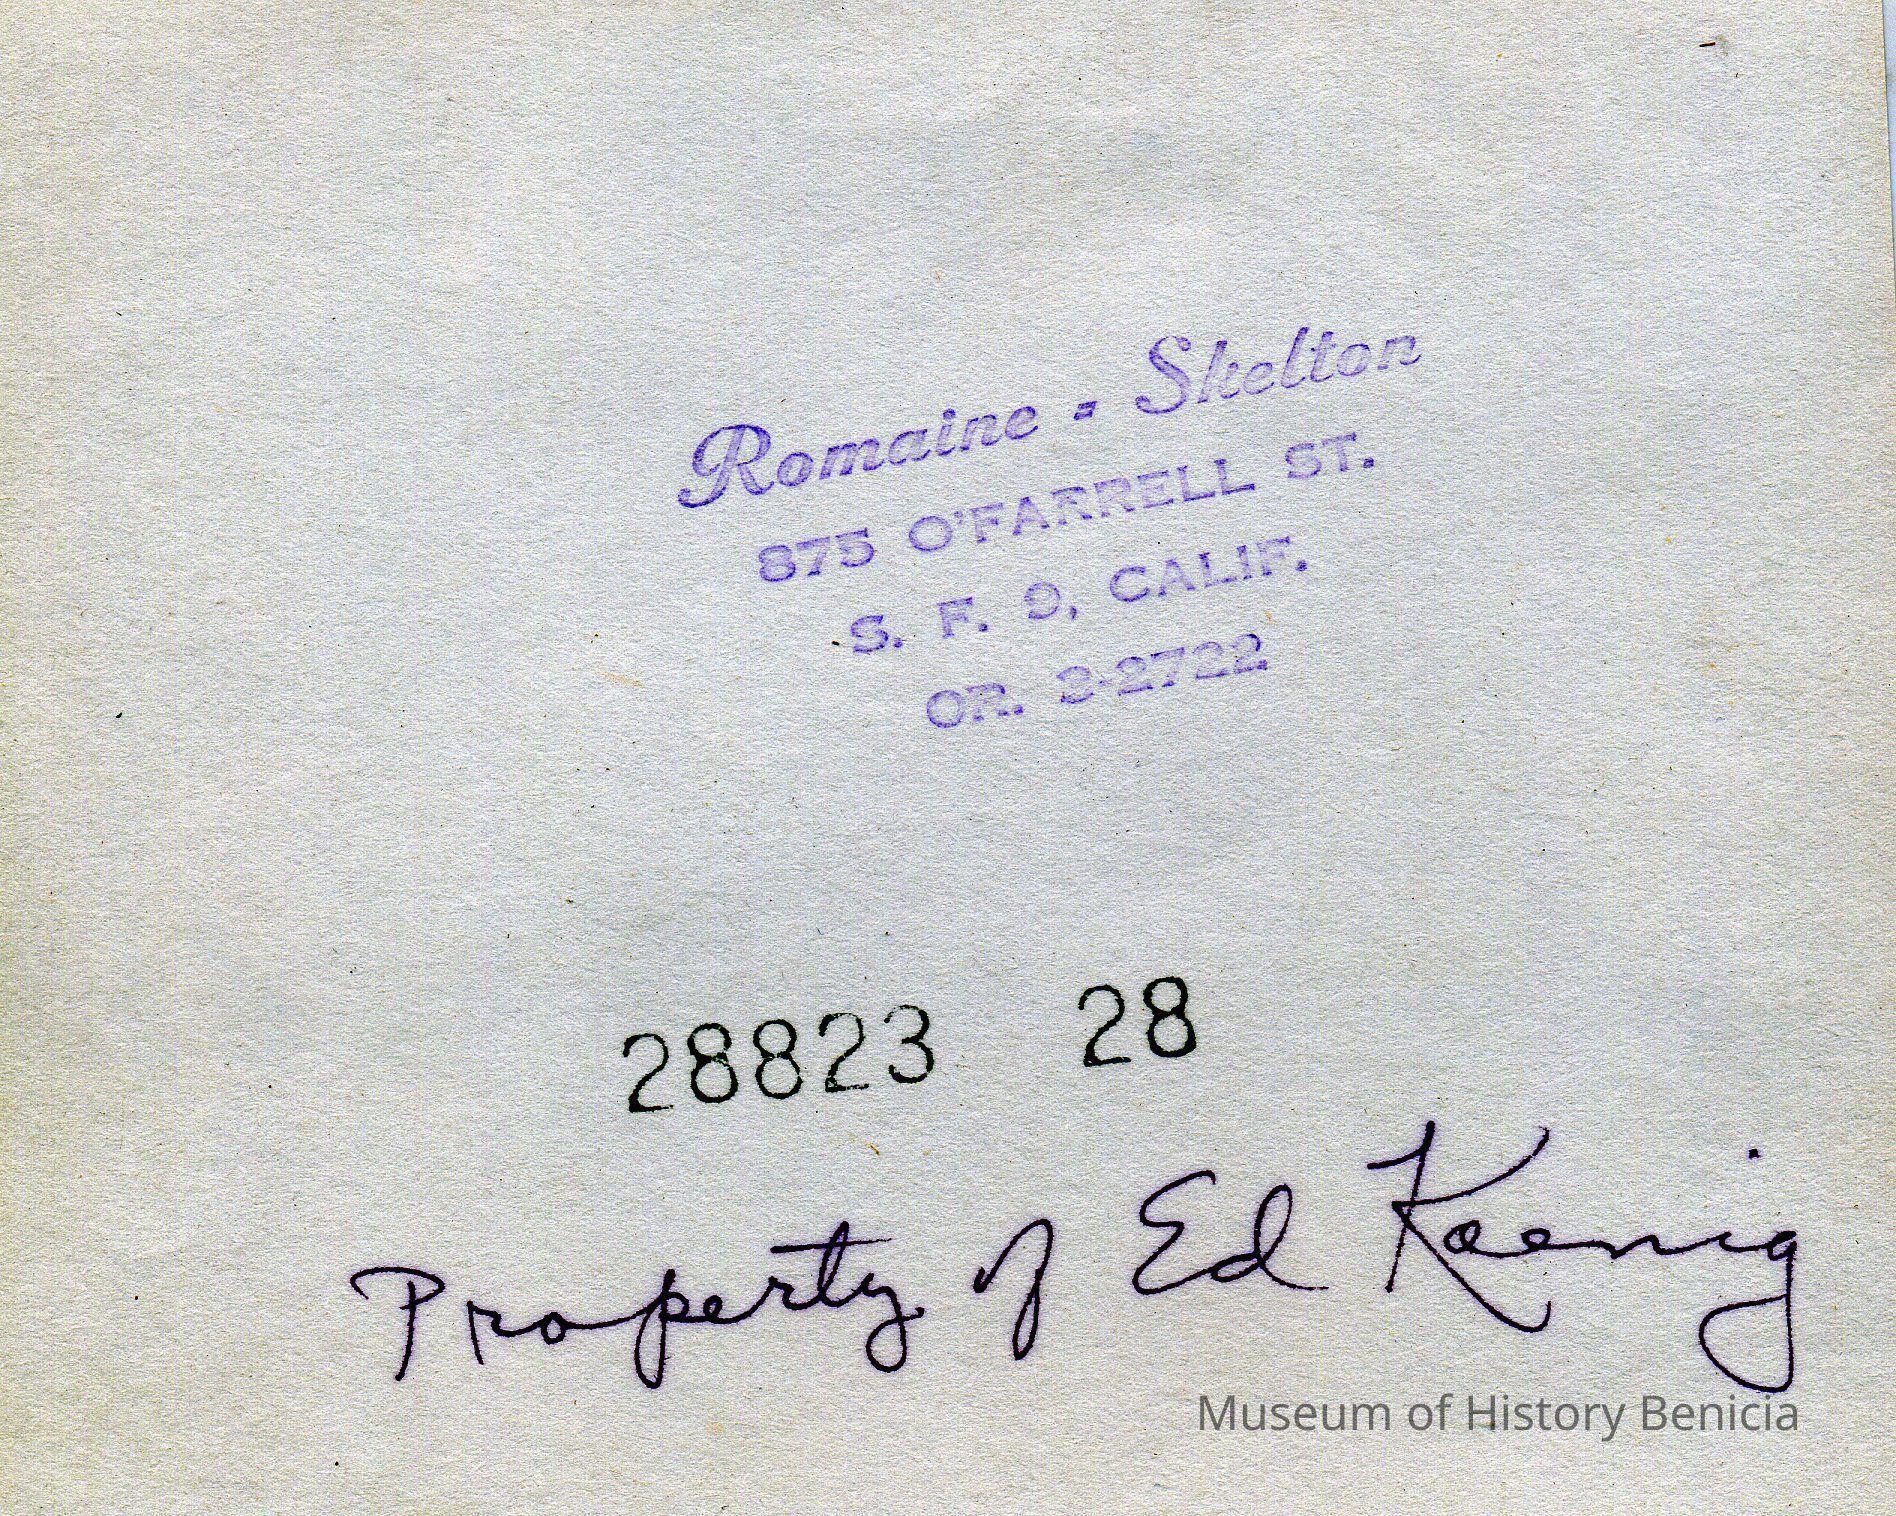 Romaine - Skelton
875 O'FARRELL ST.
S. F. 9, CALIF.
OR. 3-2722
28823 28
Property of Ed Koenig
Museum of History Benicia